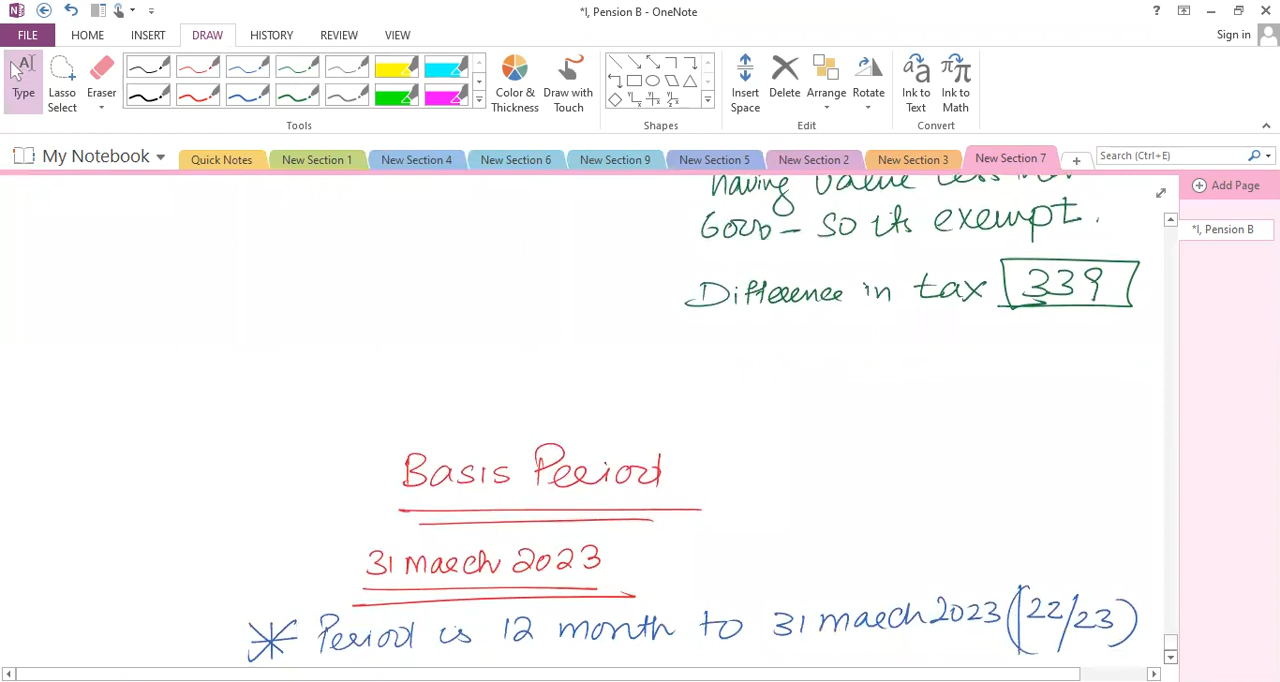 *I, Pension B - OneNote
?
FILE HOME INSERT DRAW HISTORY REVIEW VIEW
Sign in
Type
Lasso Select
Eraser
Color & Thickness
Draw with Touch
Insert Space
Delete
Arrange
Rotate
Ink to Text
Ink to Math
Tools
Shapes
Edit
Convert
My Notebook
Quick Notes New Section 1 New Section 4 New Section 6 New Section 9 New Section 5 New Section 2 New Section 3 New Section 7 +
Search (Ctrl+E)
Add Page
*I, Pension B
having value less
6000 - so its exempt.
Difference in tax 339
Basis Period
31 March 2023
* Period is 12 month to 31 march 2023 (22/23)